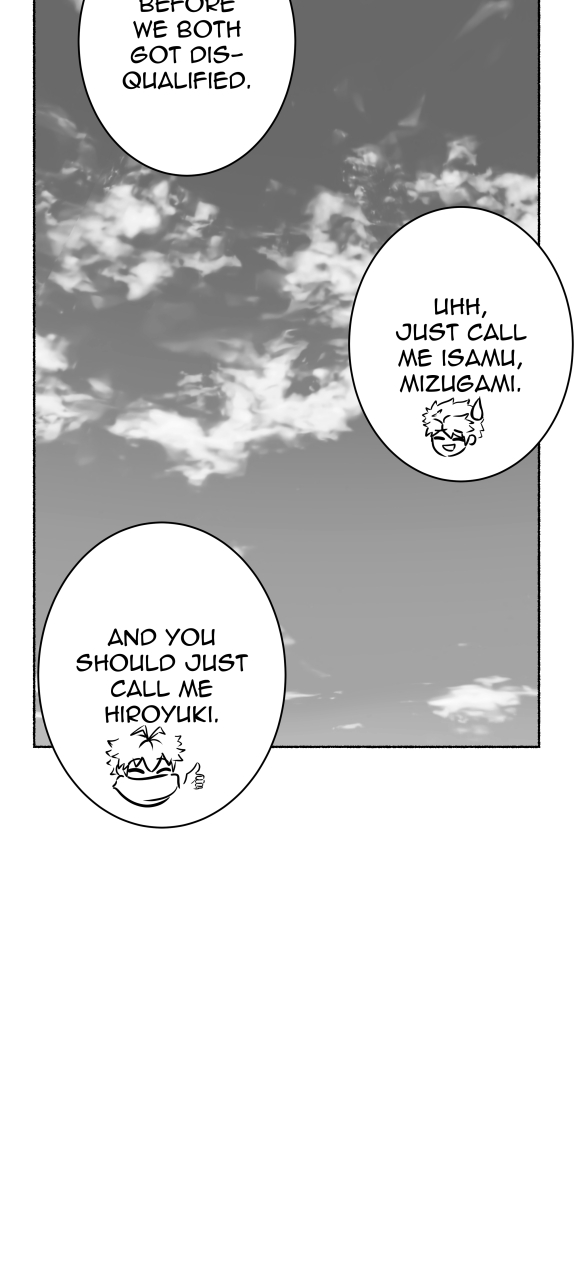 BEFORE
WE BOTH
GOT DIS-
QUALIFIED.
UHH,
JUST CALL
ME ISAMU,
MIZUGAMI.
AND YOU
SHOULD JUST
CALL ME
HIROYUKI.